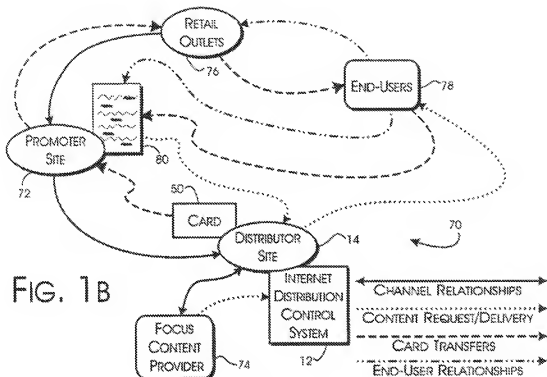 RETAIL
OUTLETS
76
END-USERS
78
80
PROMOTER
SITE
72
50
CARD
DISTRIBUTOR
SITE
14
70
FIG. 1B
INTERNET
DISTRIBUTION
CONTROL
SYSTEM
12
FOCUS
CONTENT
PROVIDER
74
CHANNEL RELATIONSHIPS
CONTENT REQUEST/DELIVERY
CARD TRANSFERS
END-USER RELATIONSHIPS